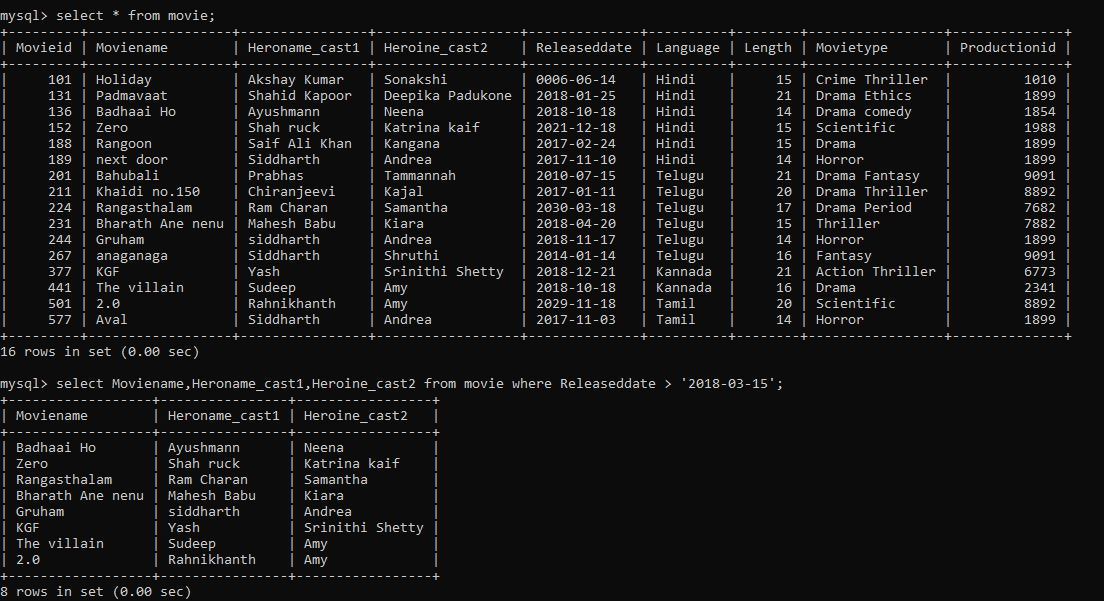 mysql> select * from movie;
+---------+------------------+----------------+-----------------+--------------+----------+--------+-----------------+--------------+
| Movieid | Moviename        | Heroname_cast1 | Heroine_cast2   | Releaseddate | Language | Length | Movietype       | Productionid |
+---------+------------------+----------------+-----------------+--------------+----------+--------+-----------------+--------------+
|     101 | Holiday          | Akshay Kumar   | Sonakshi        | 0006-06-14   | Hindi    |     15 | Crime Thriller  |         1010 |
|     131 | Padmavaat        | Shahid Kapoor  | Deepika Padukone | 2018-01-25   | Hindi    |     21 | Drama Ethics    |         1899 |
|     136 | Badhaai Ho       | Ayushmann      | Neena           | 2018-10-18   | Hindi    |     14 | Drama comedy    |         1854 |
|     152 | Zero             | Shah ruck      | Katrina kaif    | 2021-12-18   | Hindi    |     15 | Scientific      |         1988 |
|     188 | Rangoon          | Saif Ali Khan  | Kangana         | 2017-02-24   | Hindi    |     15 | Drama           |         1899 |
|     189 | next door        | Siddharth      | Andrea          | 2017-11-10   | Hindi    |     14 | Horror          |         1899 |
|     201 | Bahubali         | Prabhas        | Tammannah       | 2010-07-15   | Telugu   |     21 | Drama Fantasy   |         9091 |
|     211 | Khaidi no.150    | Chiranjeevi    | Kajal           | 2017-01-11   | Telugu   |     20 | Drama Thriller  |         8892 |
|     224 | Rangasthalam     | Ram Charan     | Samantha        | 2030-03-18   | Telugu   |     17 | Drama Period    |         7682 |
|     231 | Bharath Ane nenu | Mahesh Babu    | Kiara           | 2018-04-20   | Telugu   |     15 | Thriller        |         7882 |
|     244 | Gruham           | siddharth      | Andrea          | 2018-11-17   | Telugu   |     14 | Horror          |         1899 |
|     267 | anaganaga        | Siddharth      | Shruthi         | 2014-01-14   | Telugu   |     16 | Fantasy         |         9091 |
|     377 | KGF              | Yash           | Srinithi Shetty | 2018-12-21   | Kannada  |     21 | Action Thriller |         6773 |
|     441 | The villain      | Sudeep         | Amy             | 2018-10-18   | Kannada  |     16 | Drama           |         2341 |
|     501 | 2.0              | Rahnikhanth    | Amy             | 2029-11-18   | Tamil    |     20 | Scientific      |         8892 |
|     577 | Aval             | Siddharth      | Andrea          | 2017-11-03   | Tamil    |     14 | Horror          |         1899 |
+---------+------------------+----------------+-----------------+--------------+----------+--------+-----------------+--------------+
16 rows in set (0.00 sec)
mysql> select Moviename,Heroname_cast1,Heroine_cast2 from movie where Releaseddate > '2018-03-15';
+------------------+----------------+-----------------+
| Moviename        | Heroname_cast1 | Heroine_cast2   |
+------------------+----------------+-----------------+
| Badhaai Ho       | Ayushmann      | Neena           |
| Zero             | Shah ruck      | Katrina kaif    |
| Rangasthalam     | Ram Charan     | Samantha        |
| Bharath Ane nenu | Mahesh Babu    | Kiara           |
| Gruham           | siddharth      | Andrea          |
| KGF              | Yash           | Srinithi Shetty |
| The villain      | Sudeep         | Amy             |
| 2.0              | Rahnikhanth    | Amy             |
+------------------+----------------+-----------------+
8 rows in set (0.00 sec)